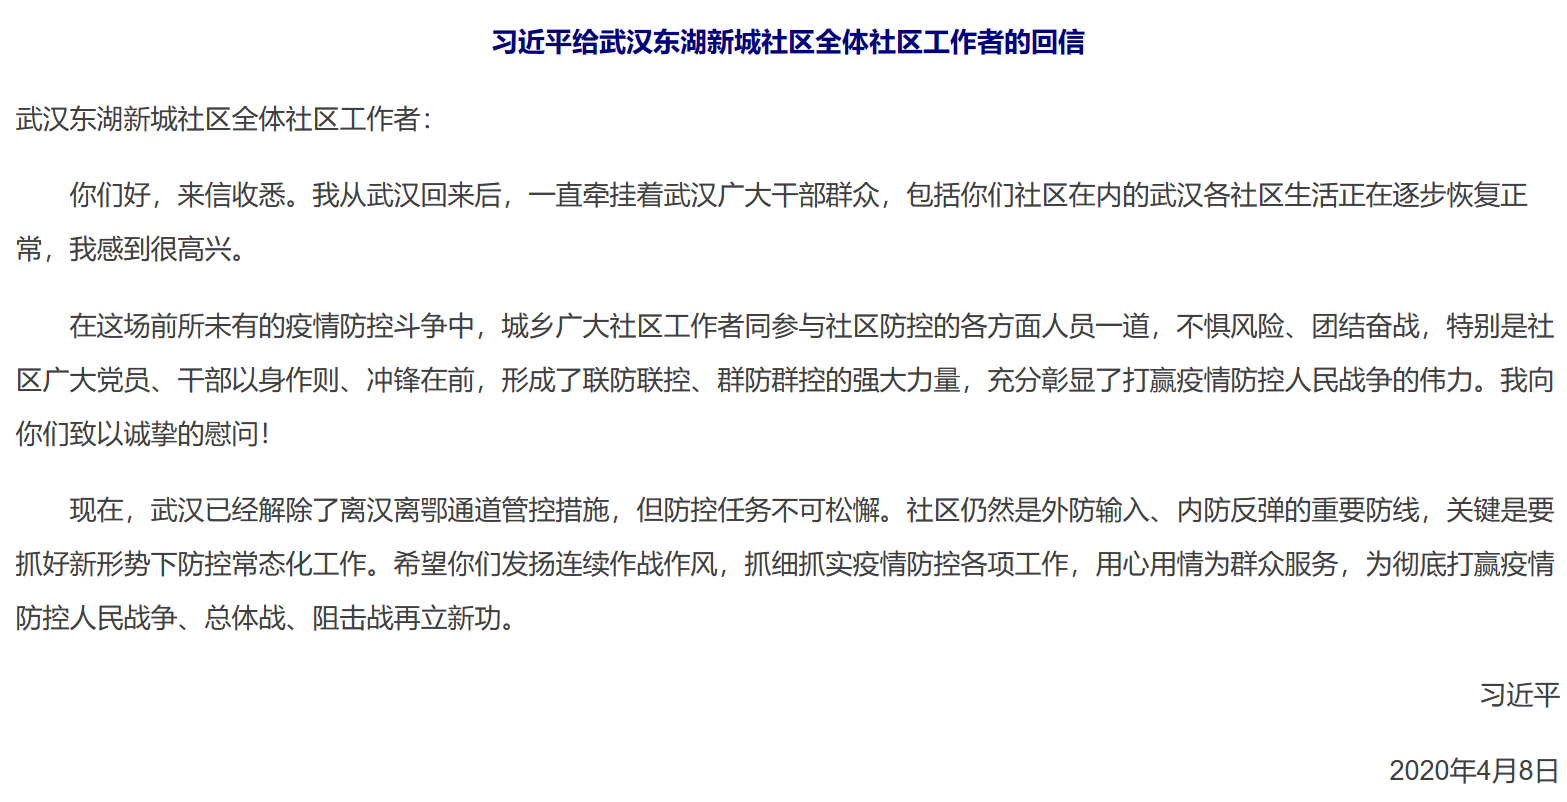 习近平给武汉东湖新城社区全体社区工作者的回信
武汉东湖新城社区全体社区工作者：
你们好，来信收悉。我从武汉回来后，一直牵挂着武汉广大干部群众，包括你们社区在内的武汉各社区生活正在逐步恢复正
常，我感到很高兴。
在这场前所未有的疫情防控斗争中，城乡广大社区工作者同参与社区防控的各方面人员一道，不惧风险、团结奋战，特别是社
区广大党员、干部以身作则、冲锋在前，形成了联防联控、群防群控的强大力量，充分彰显了打赢疫情防控人民战争的伟力。我向
你们致以诚挚的慰问！
现在，武汉已经解除了离汉离鄂通道管控措施，但防控任务不可松懈。社区仍然是外防输入、内防反弹的重要防线，关键是要
抓好新形势下防控常态化工作。希望你们发扬连续作战作风，抓细抓实疫情防控各项工作，用心用情为群众服务，为彻底打赢疫情
防控人民战争、总体战、阻击战再立新功。
习近平
2020年4月8日